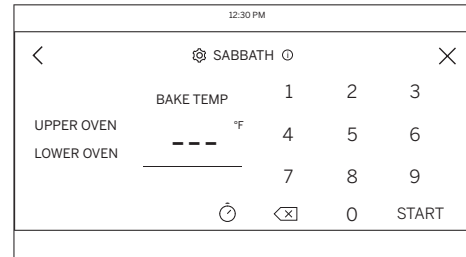 12:30 PM
SABBATH
BAKE TEMP
UPPER OVEN
LOWER OVEN
--- °F
1 2 3
4 5 6
7 8 9
0 START